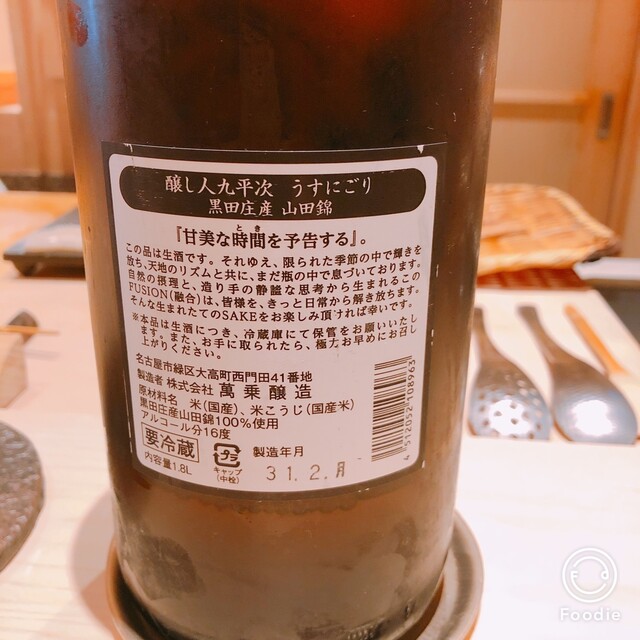 醸し人九平次 うすにごり
黒田庄産 山田錦
『甘美な時間を予告する』。
とき
この品は生酒です。それゆえ、限られた季節の中で輝きを
放ち、天地のリズムと共に、まだ瓶の中で息づいております。
自然の摂理と、造り手の静謐な思考から生まれるこの
FUSION(融合)は、皆様を、きっと日常から解き放ちます。
そんな生まれたてのSAKEをお楽しみ頂ければ幸いです。
※本品は生酒につき、冷蔵庫にて保管をお願いいたし
ます。また、お手に取られたら、極力お早めにお召し
上がりください。
名古屋市緑区大高町西門田41番地
製造者 株式会社 萬乗醸造
原材料名 米(国産)、米こうじ(国産米)
黒田庄産山田錦100%使用
アルコール分16度
要冷蔵
内容量1.8L
プラ
キャップ
(中栓)
製造年月
31.2.月
4 512052 108963
Foodie